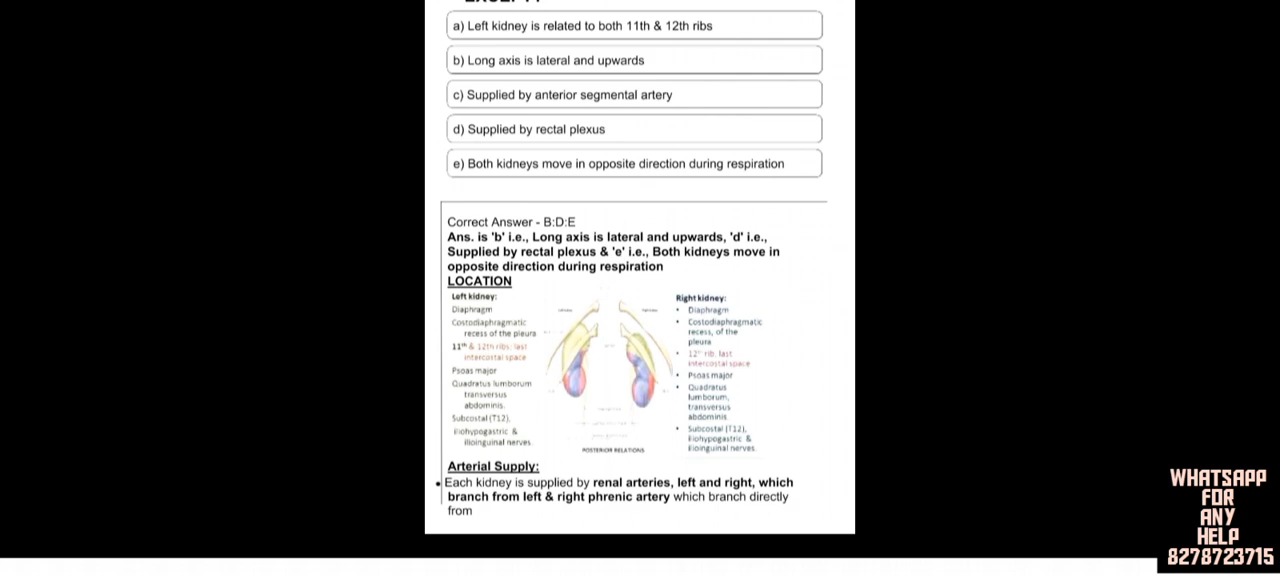 a) Left kidney is related to both 11th & 12th ribs
b) Long axis is lateral and upwards
c) Supplied by anterior segmental artery
d) Supplied by rectal plexus
e) Both kidneys move in opposite direction during respiration
Correct Answer - B:D:E
Ans. is 'b' i.e., Long axis is lateral and upwards, 'd' i.e.,
Supplied by rectal plexus & 'e' i.e., Both kidneys move in
opposite direction during respiration
LOCATION
Left kidney:
Diaphragm
Costodiaphragmatic
recess of the pleura
11th & 12th ribs, last
intercostal space
Psoas major
Quadratus lumborum
transversus
abdominis.
Subcostal (T12),
iliohypogastric &
ilioinguinal nerves
Right kidney:
• Diaphragm
• Costodiaphragmatic
recess, of the
pleura
• 12th rib, last
intercostal space
• Psoas major
• Quadratus
lumborum,
transversus
abdominis
• Subcostal (T12),
iliohypogastric &
ilioinguinal nerves.
POSTERIOR RELATIONS
Arterial Supply:
• Each kidney is supplied by renal arteries, left and right, which
branch from left & right phrenic artery which branch directly
from
WHATSAPP
FOR
ANY
HELP
8278723715